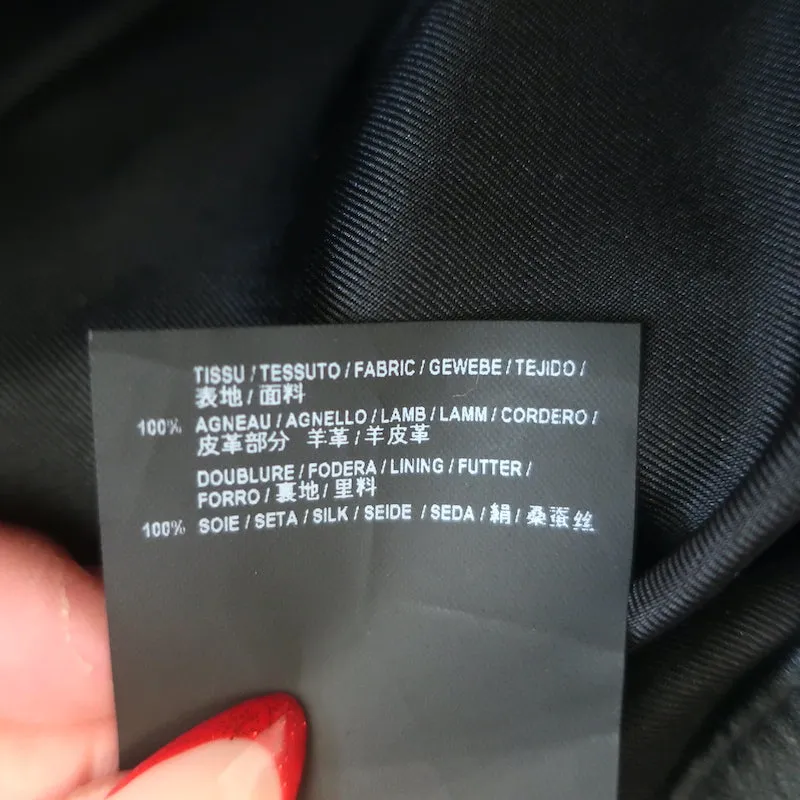 TISSU / TESSUTO / FABRIC / GEWEBE / TEJIDO /
表地 / 面料
100% AGNEAU / AGNELLO / LAMB / LAMM / CORDERO /
皮革部分 羊革 / 羊皮革
DOUBLURE / FODERA / LINING / FUTTER /
FORRO / 裏地 / 里料
100% SOIE / SETA / SILK / SEIDE / SEDA / 絹 / 桑蚕丝